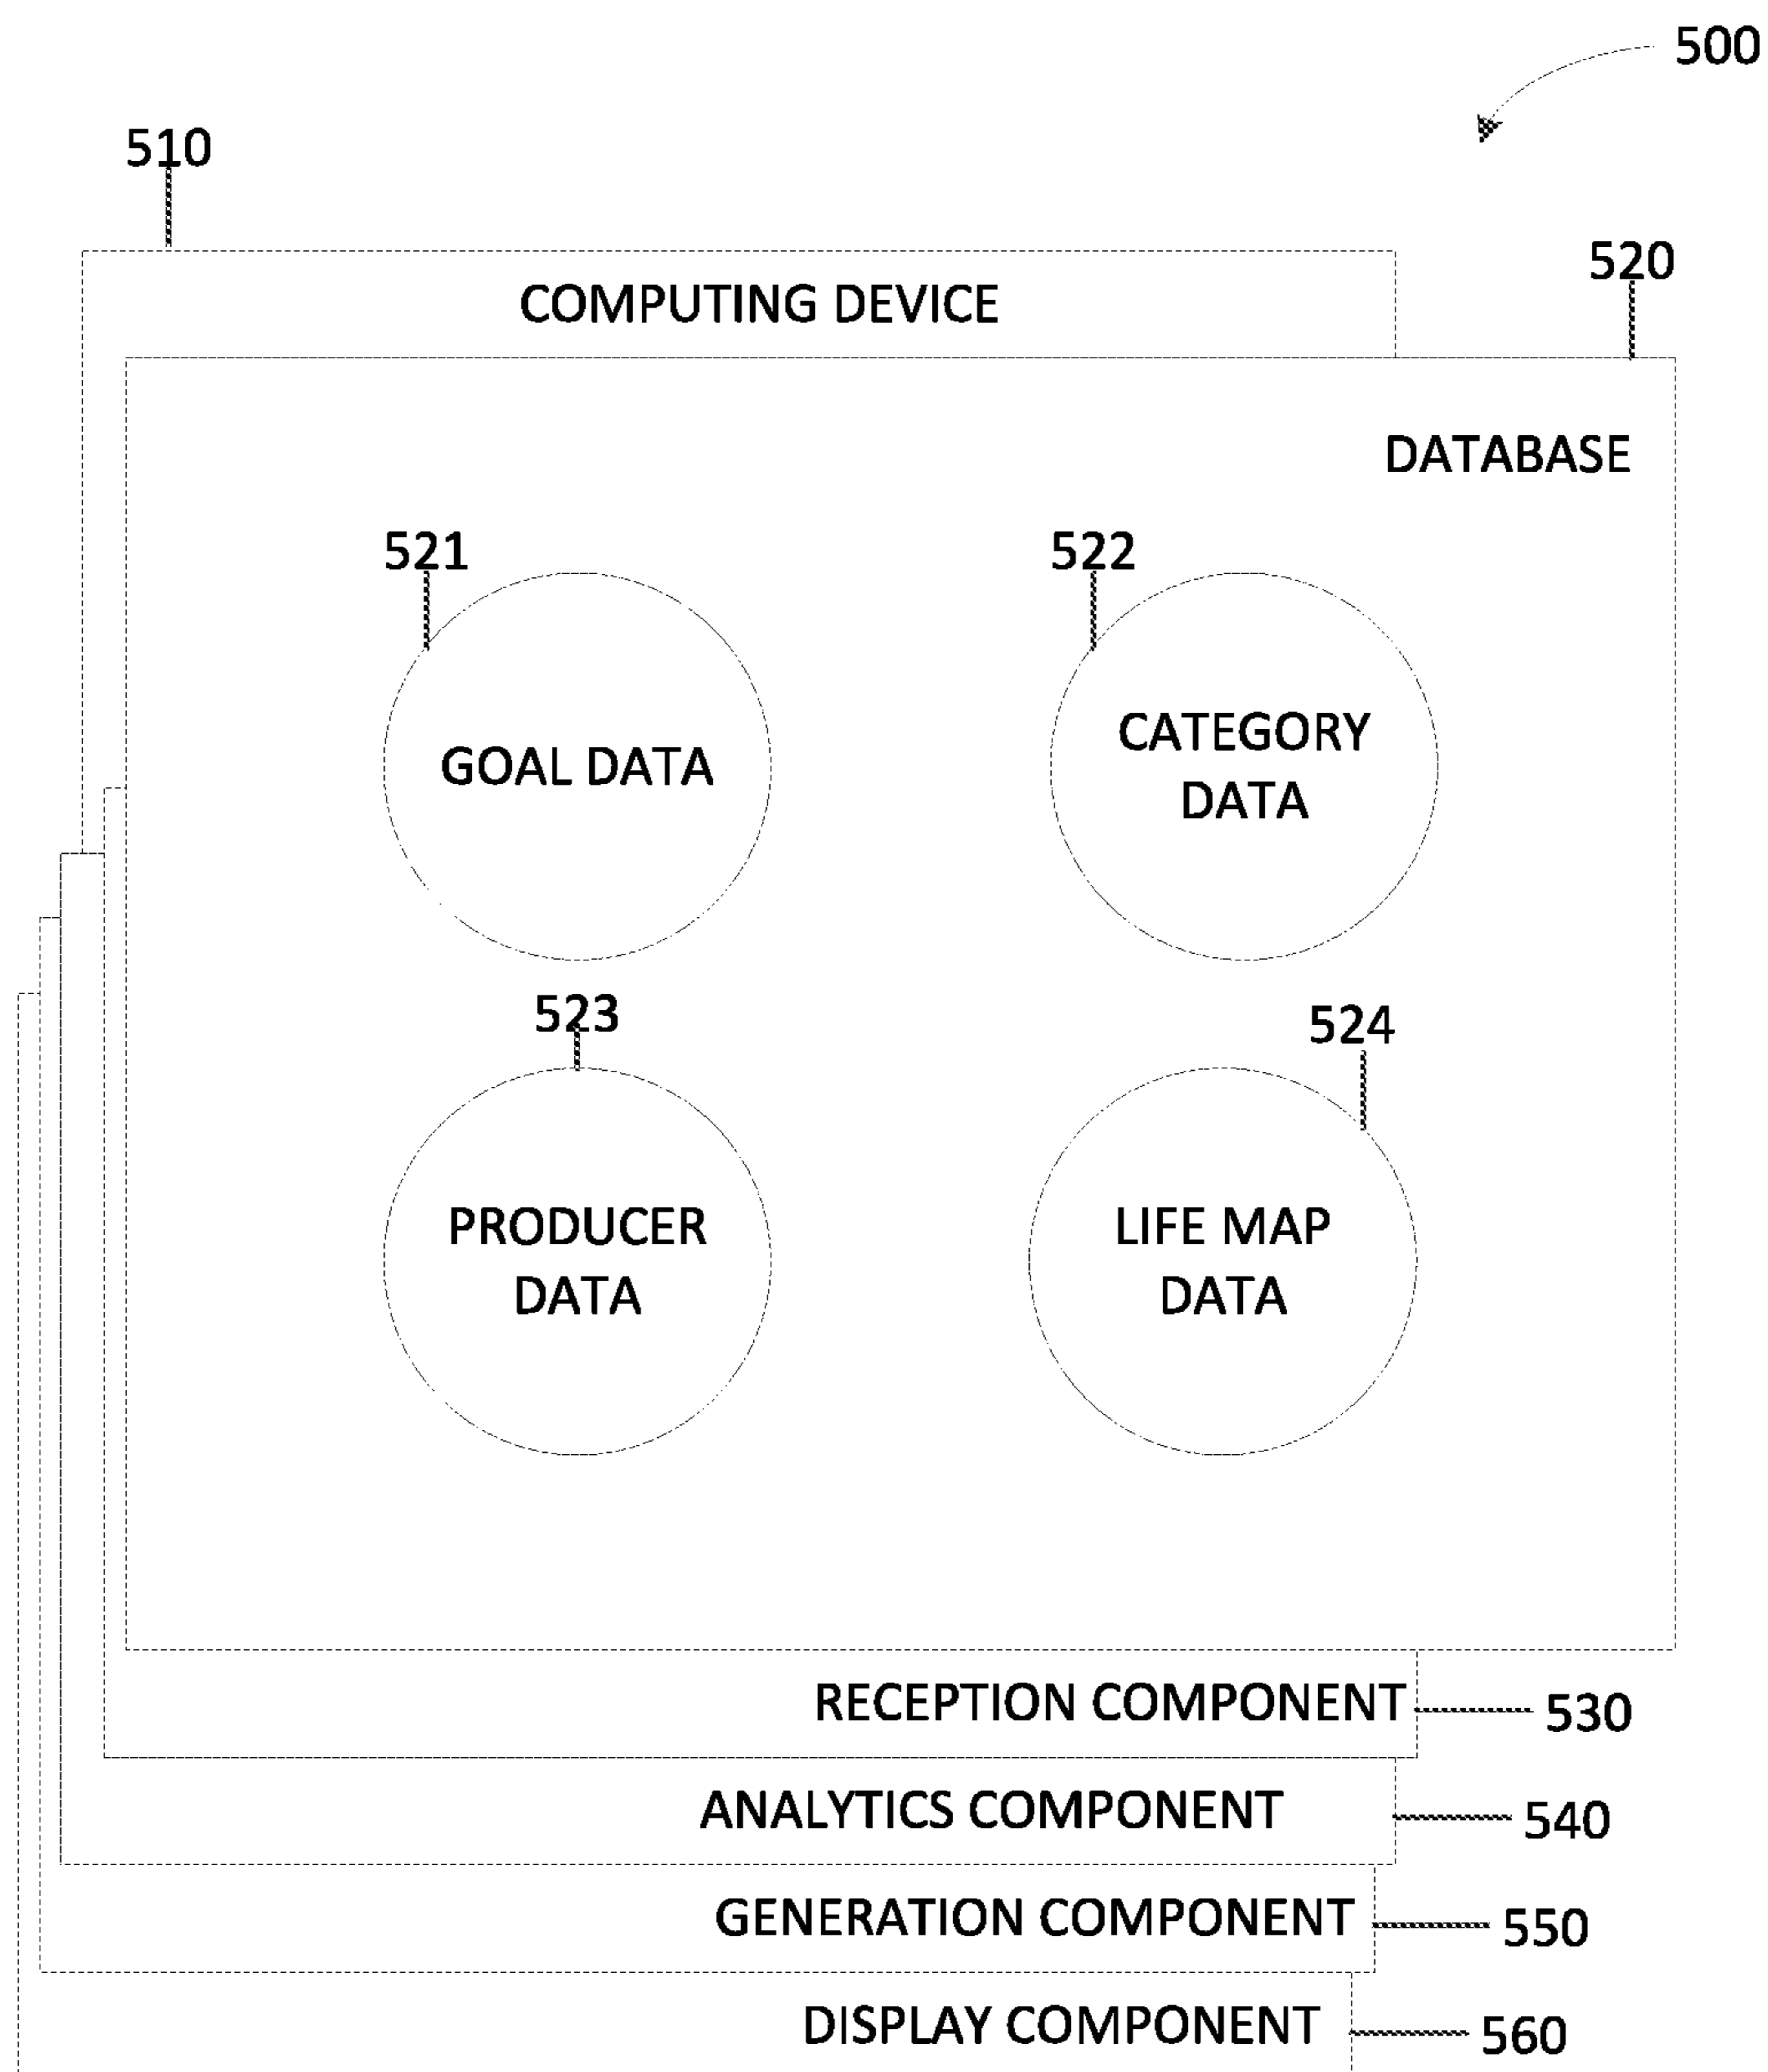 500
510
COMPUTING DEVICE
520
DATABASE
521
522
GOAL DATA
CATEGORY
DATA
523
524
PRODUCER
DATA
LIFE MAP
DATA
RECEPTION COMPONENT
530
ANALYTICS COMPONENT
540
GENERATION COMPONENT
550
DISPLAY COMPONENT
560